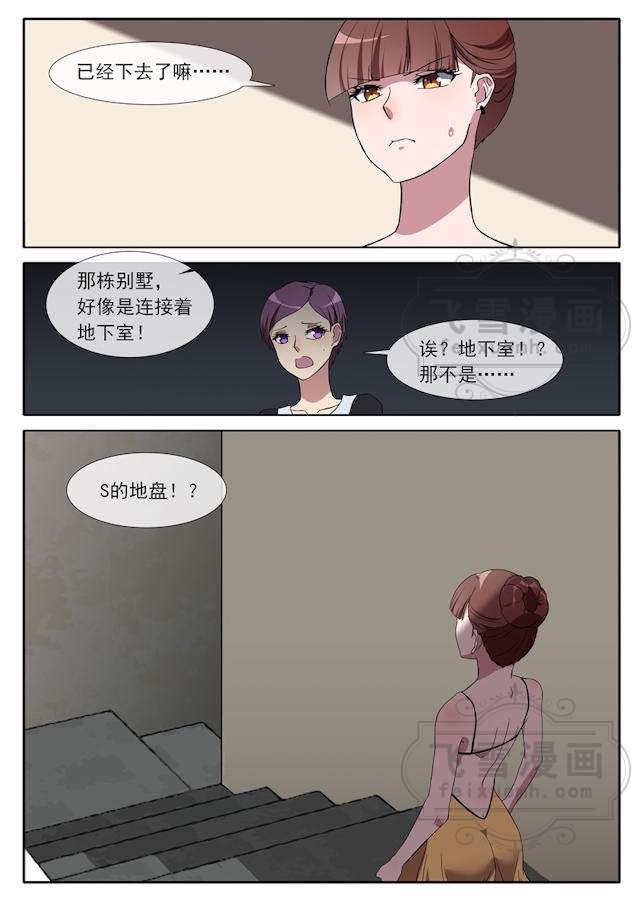 已经下去了嘛……
那栋别墅，
好像是连接着
地下室！
诶？地下室！？
那不是……
飞雪漫画
S的地盘！？
飞雪漫画
feixuemh.com